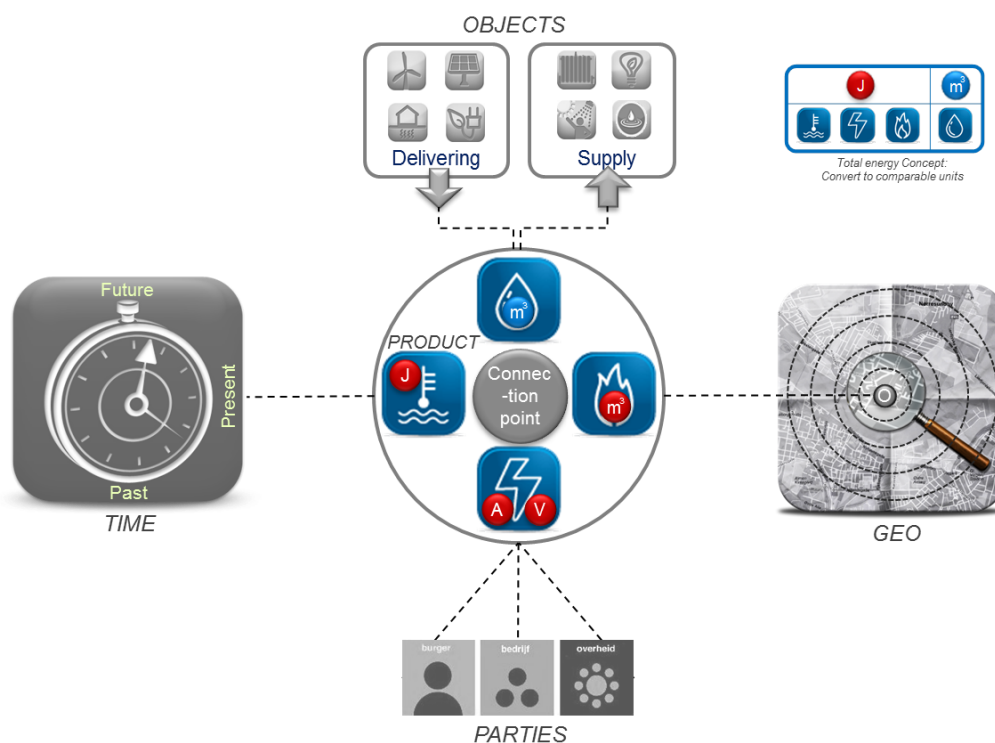 OBJECTS
Delivering
Supply
J
m³
Total energy Concept:
Convert to comparable units
Future
Present
Past
TIME
m³
PRODUCT
J
Connec
-tion
point
m³
A
V
GEO
burger
bedrijf
overheid
PARTIES